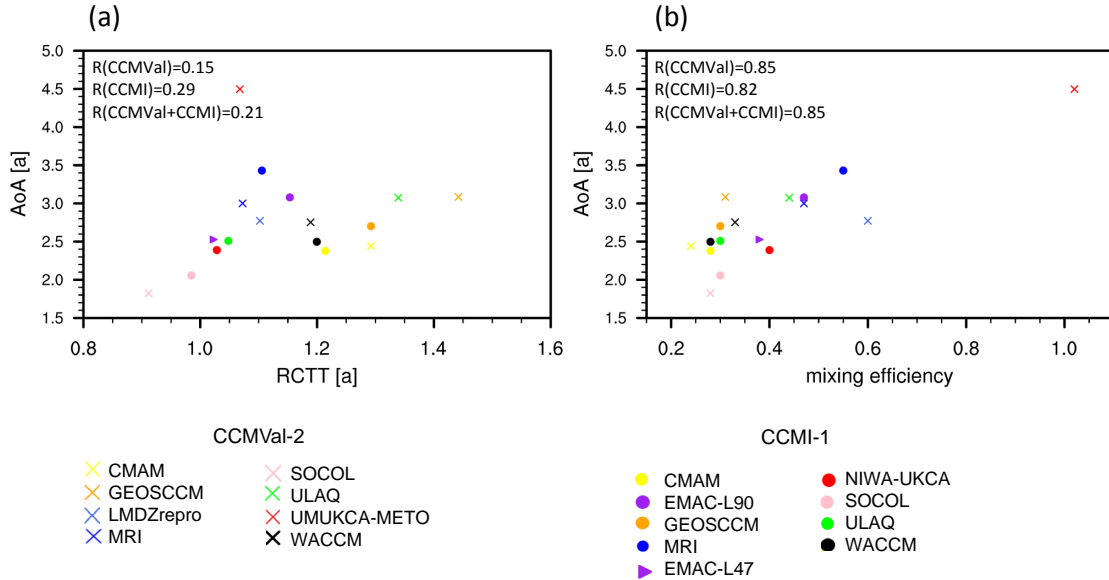 (a)
(b)
R(CCMVal)=0.15
R(CCMI)=0.29
R(CCMVal+CCMI)=0.21
R(CCMVal)=0.85
R(CCMI)=0.82
R(CCMVal+CCMI)=0.85
AoA [a]
5.0
4.5
4.0
3.5
3.0
2.5
2.0
1.5
0.8
1.0
1.2
1.4
1.6
RCTT [a]
AoA [a]
5.0
4.5
4.0
3.5
3.0
2.5
2.0
1.5
0.2
0.4
0.6
0.8
1.0
mixing efficiency
CCMVal-2
CMAM
GEOSCCM
LMDZrepro
MRI
SOCOL
ULAQ
UMUKCA-METO
WACCM
CCMI-1
CMAM
EMAC-L90
GEOSCCM
MRI
EMAC-L47
NIWA-UKCA
SOCOL
ULAQ
WACCM